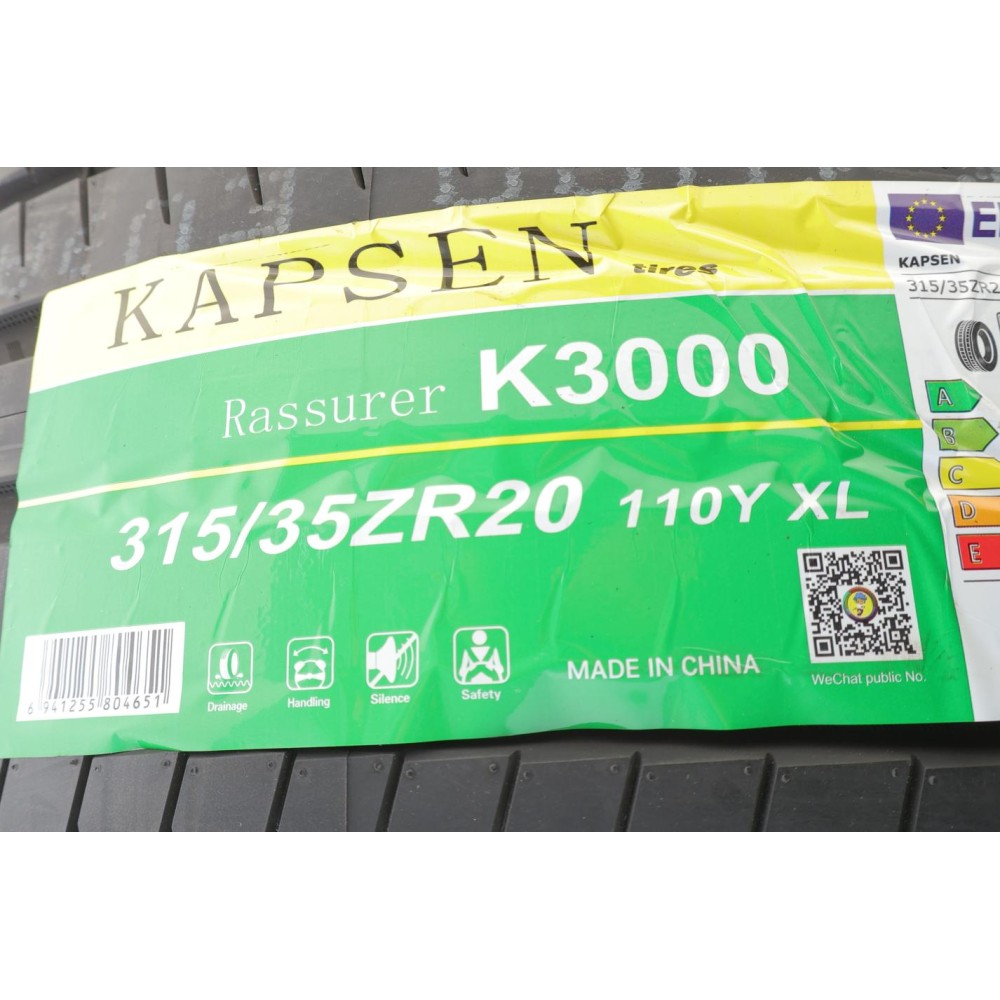 KAPSEN tires
Rassurer K3000
315/35ZR20 110Y XL
6 941255 804651
Drainage
Handling
Silence
Safety
MADE IN CHINA
WeChat public No.
KAPSEN
315/35ZR2
A
B
C
D
E